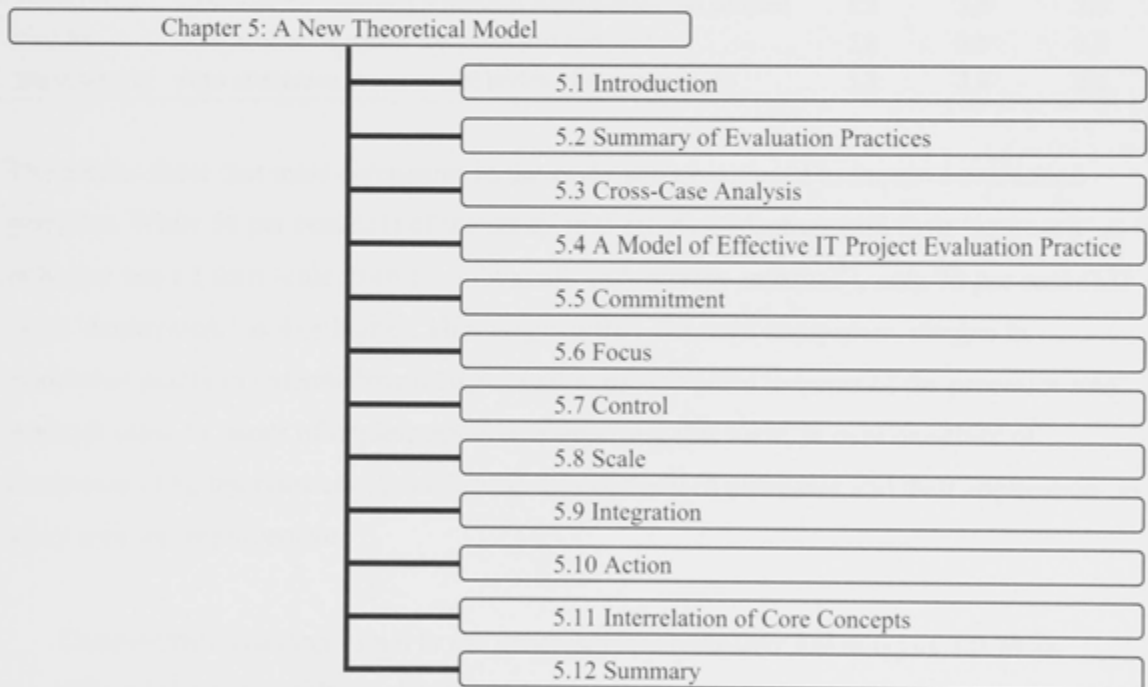 Chapter 5: A New Theoretical Model
5.1 Introduction
5.2 Summary of Evaluation Practices
5.3 Cross-Case Analysis
5.4 A Model of Effective IT Project Evaluation Practice
5.5 Commitment
5.6 Focus
5.7 Control
5.8 Scale
5.9 Integration
5.10 Action
5.11 Interrelation of Core Concepts
5.12 Summary